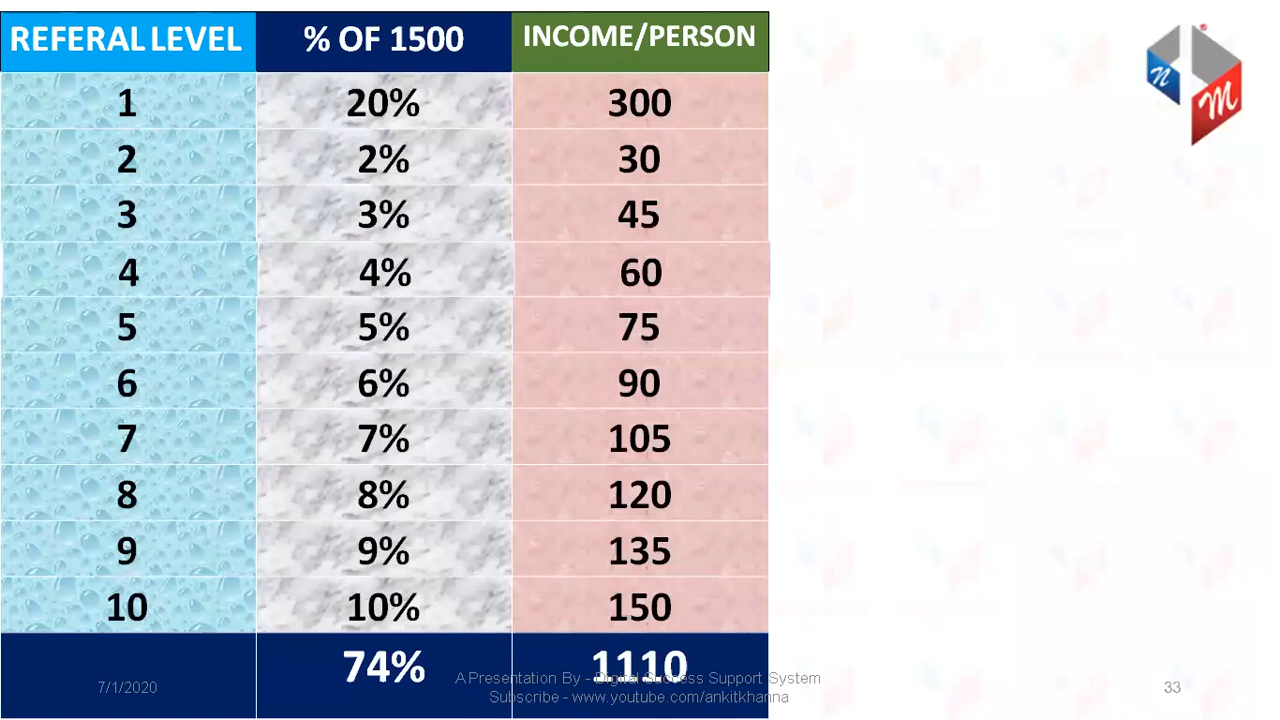 REFERAL LEVEL % OF 1500 INCOME/PERSON
1 20% 300
2 2% 30
3 3% 45
4 4% 60
5 5% 75
6 6% 90
7 7% 105
8 8% 120
9 9% 135
10 10% 150
74% 1110
7/1/2020
A Presentation By - Digital Success Support System
Subscribe - www.youtube.com/ankitkhanna
33
n M ®